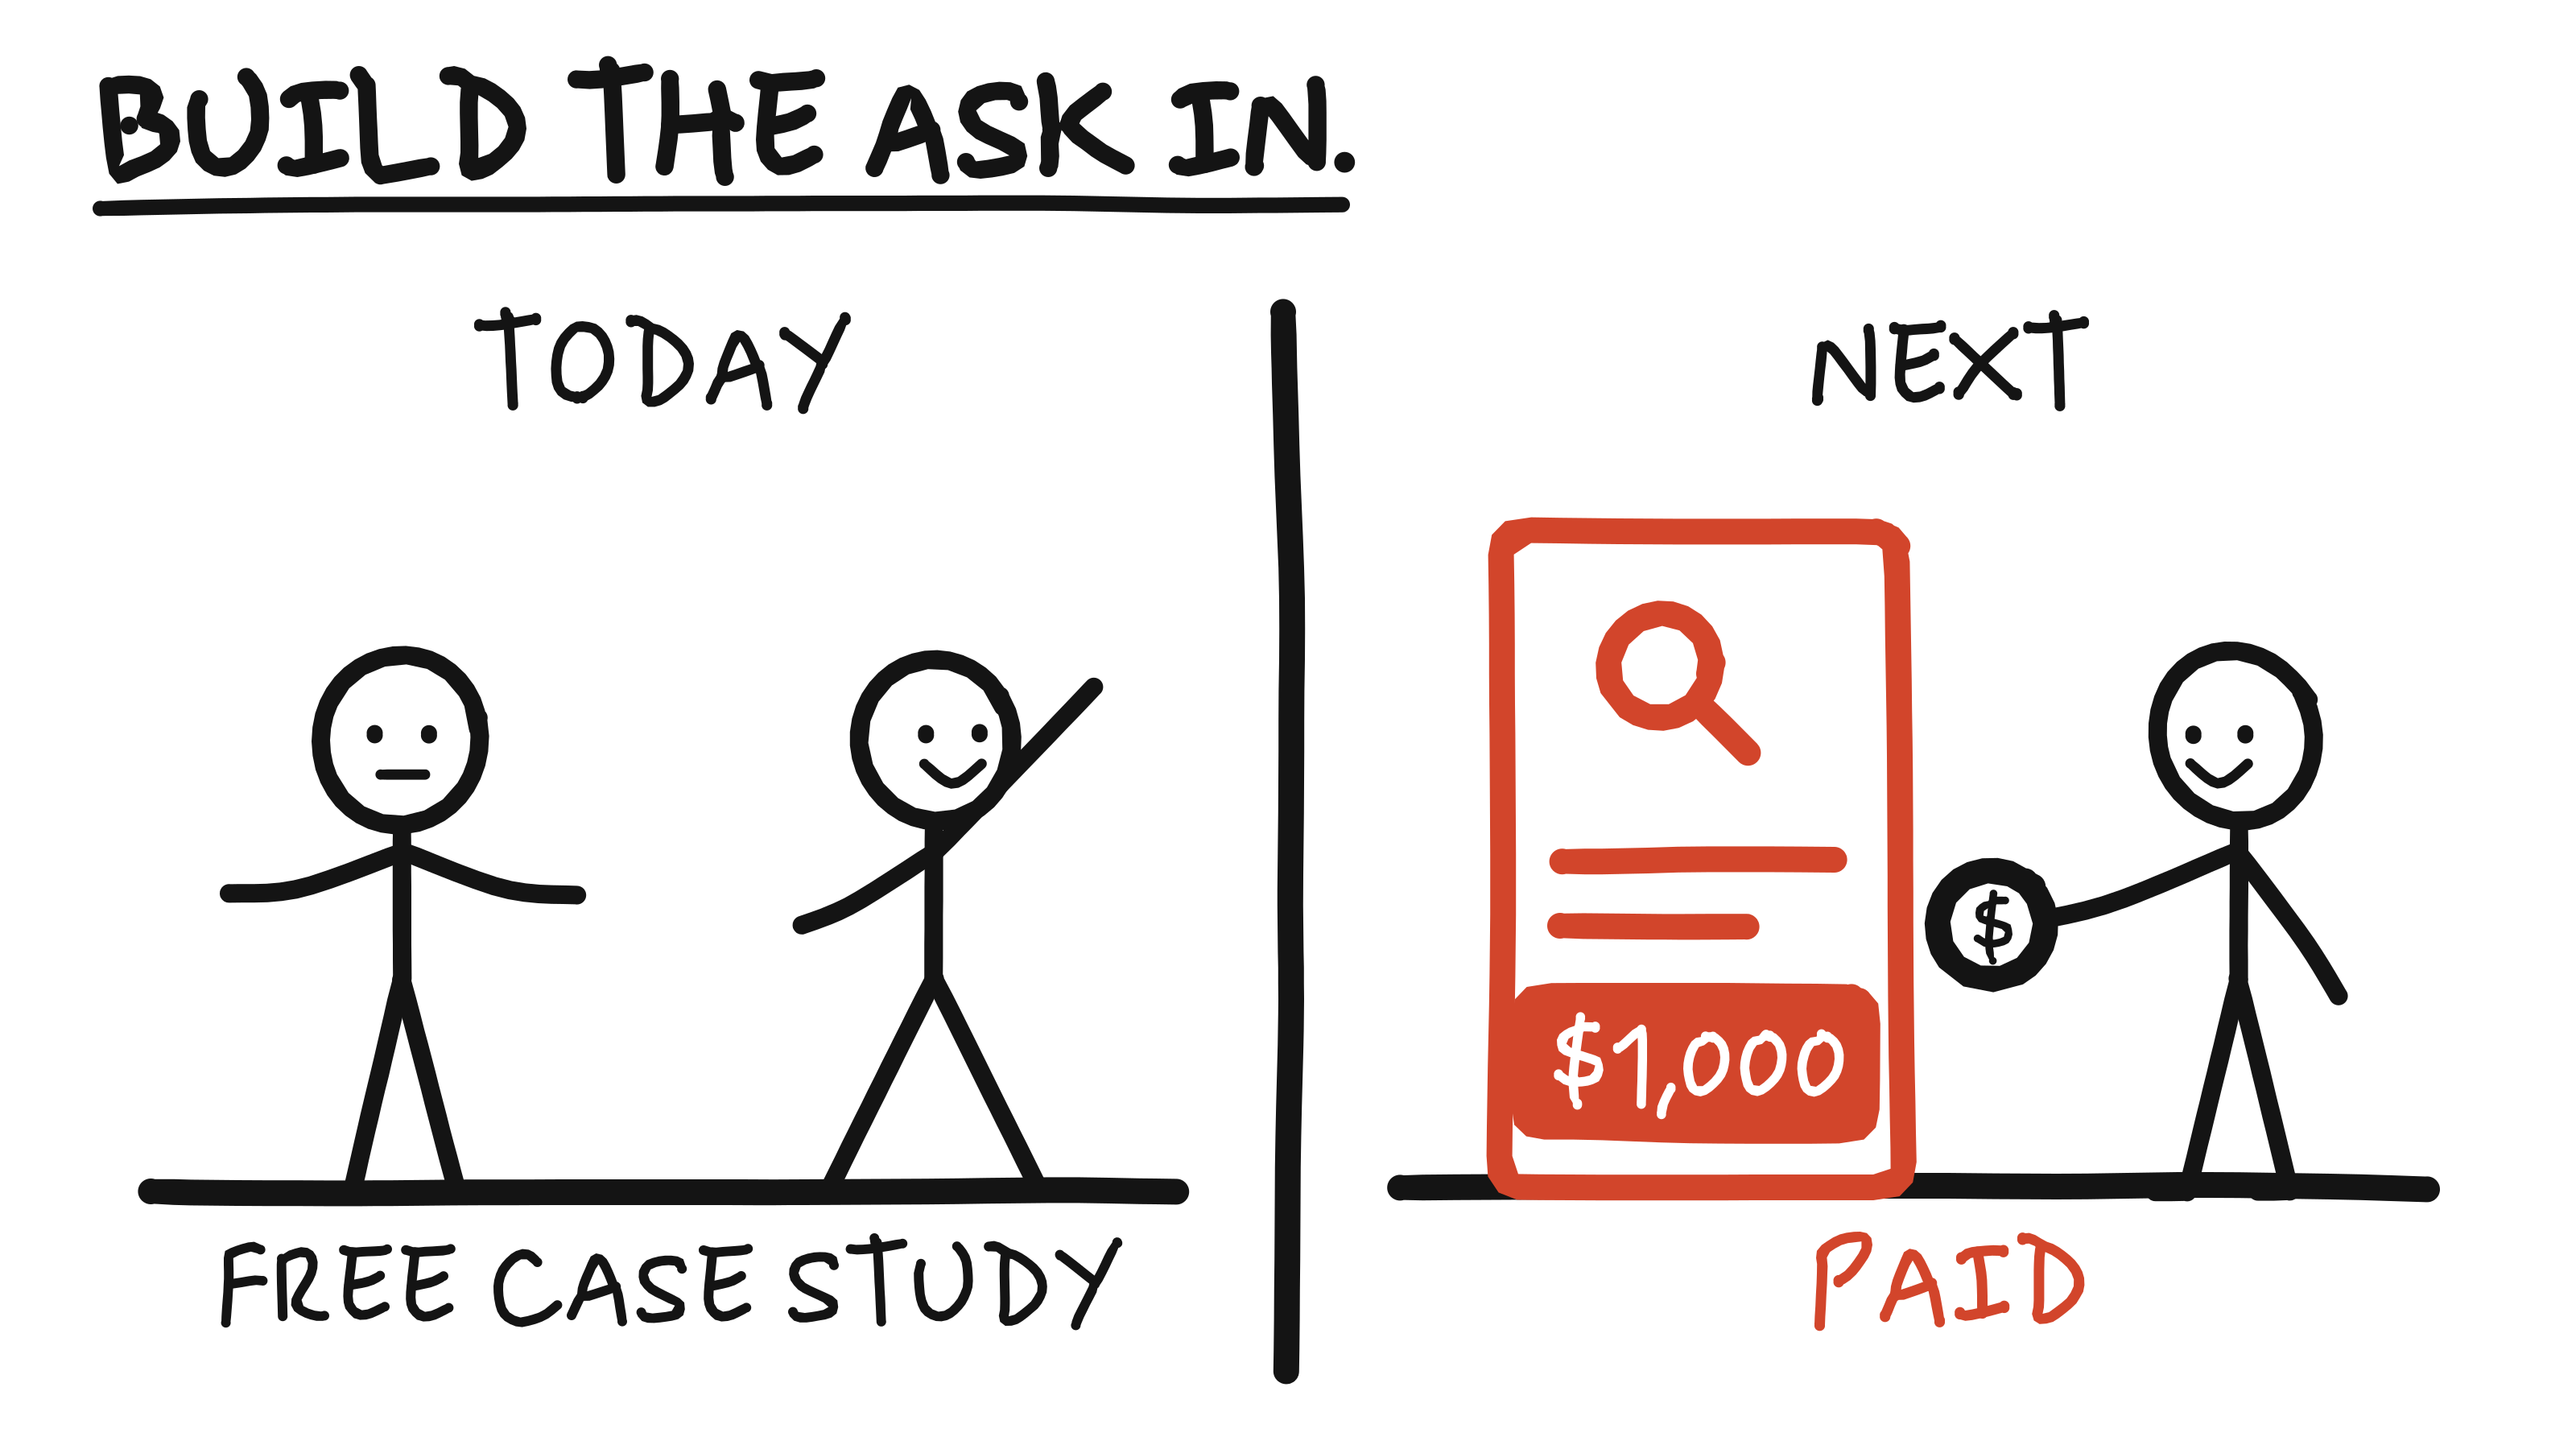 BUILD THE ASK IN.
TODAY
NEXT
$
$1,000
FREE CASE STUDY
PAID